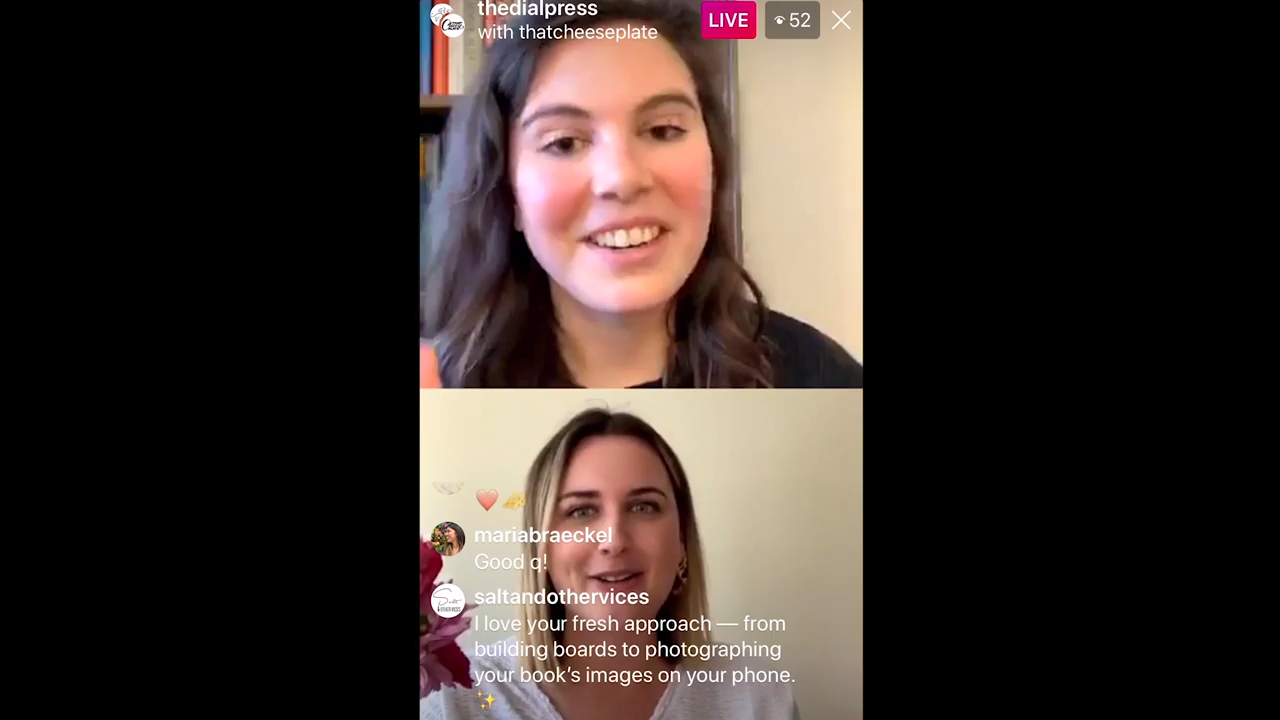 thedialpress
with thatcheeseplate
LIVE
52
mariabraeckel
Good q!
saltandothervices
I love your fresh approach — from
building boards to photographing
your book's images on your phone.